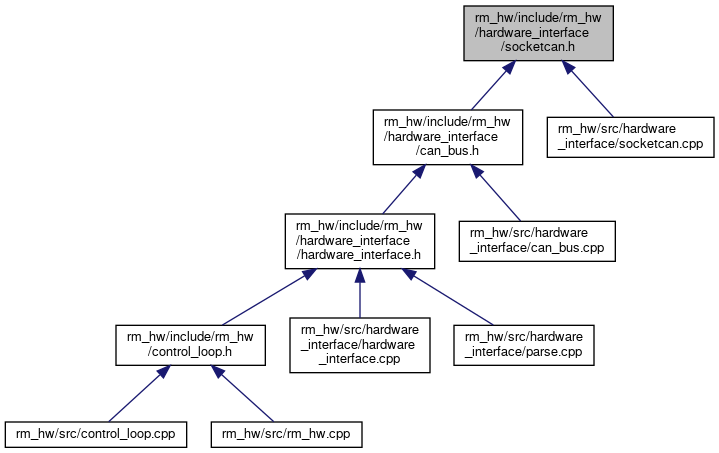 rm_hw/include/rm_hw
/hardware_interface
/socketcan.h
rm_hw/include/rm_hw
/hardware_interface
/can_bus.h
rm_hw/src/hardware
_interface/socketcan.cpp
rm_hw/include/rm_hw
/hardware_interface
/hardware_interface.h
rm_hw/src/hardware
_interface/can_bus.cpp
rm_hw/include/rm_hw
/control_loop.h
rm_hw/src/hardware
_interface/hardware
_interface.cpp
rm_hw/src/hardware
_interface/parse.cpp
rm_hw/src/control_loop.cpp
rm_hw/src/rm_hw.cpp